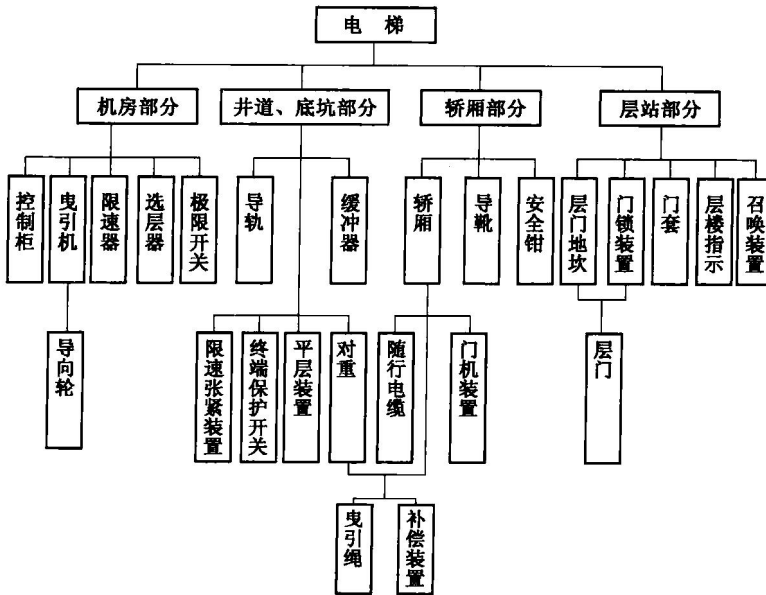 电梯
机房部分
井道、底坑部分
轿厢部分
层站部分
控制柜
曳引机
限速器
选层器
极限开关
导轨
缓冲器
轿厢
导靴
安全钳
层门地坎
门锁装置
门套
层楼指示
召唤装置
导向轮
限速张紧装置
终端保护开关
平层装置
对重
随行电缆
门机装置
层门
曳引绳
补偿装置